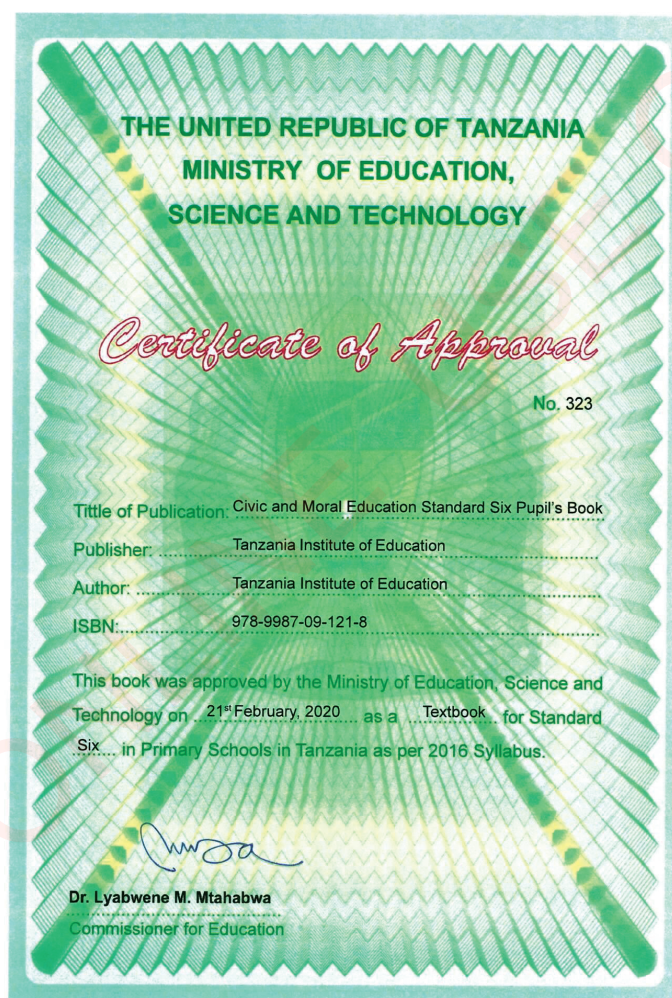 THE UNITED REPUBLIC OF TANZANIA
MINISTRY OF EDUCATION,
SCIENCE AND TECHNOLOGY
Certificate of Approval
No. 323
Tittle of Publication: Civic and Moral Education Standard Six Pupil's Book
Publisher: Tanzania Institute of Education
Author: Tanzania Institute of Education
ISBN: 978-9987-09-121-8
This book was approved by the Ministry of Education, Science and
Technology on 21st February, 2020 as a Textbook for Standard
Six in Primary Schools in Tanzania as per 2016 Syllabus.
Dr. Lyabwene M. Mtahabwa
Commissioner for Education